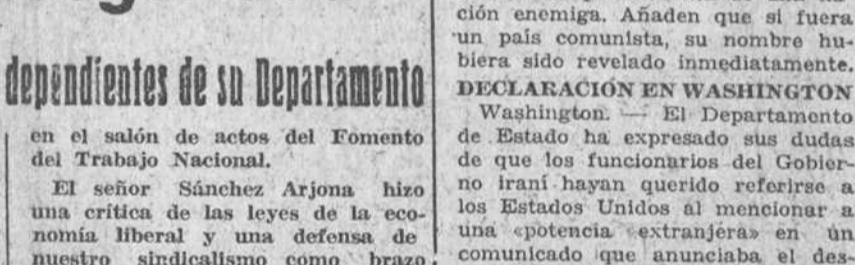 dependientes de su Departamento
en el salón de actos del Fomento
del Trabajo Nacional.
El señor Sánchez Arjona hizo
una crítica de las leyes de la eco-
nomía liberal y una defensa de
nuestro sindicalismo como brazo
ción enemiga. Añaden que si fuera
un país comunista, su nombre hu-
biera sido revelado inmediatamente.
DECLARACIÓN EN WASHINGTON
Washington. — El Departamento
de Estado ha expresado sus dudas
de que los funcionarios del Gobier-
no iraní hayan querido referirse a
los Estados Unidos al mencionar a
una «potencia extranjera» en un
comunicado que anunciaba el des-